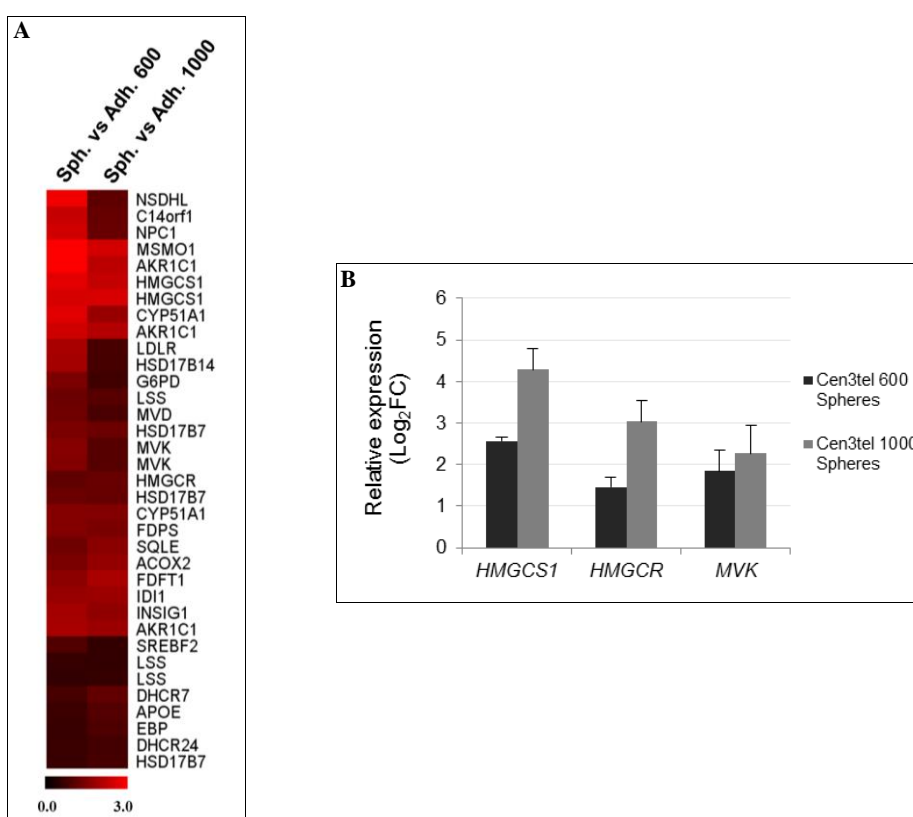 A
Sph. vs Adh. 600
Sph. vs Adh. 1000
NSDHL
C14orf1
NPC1
MSMO1
AKR1C1
HMGCS1
HMGCS1
CYP51A1
AKR1C1
LDLR
HSD17B14
G6PD
LSS
MVD
HSD17B7
MVK
MVK
HMGCR
HSD17B7
CYP51A1
FDPS
SQLE
ACOX2
FDFT1
IDI1
INSIG1
AKR1C1
SREBF2
LSS
LSS
DHCR7
APOE
EBP
DHCR24
HSD17B7
0.0 3.0
B
Relative expression
(Log₂FC)
6
5
4
3
2
1
0
HMGCS1 HMGCR MVK
Cen3tel 600
Spheres
Cen3tel 1000
Spheres